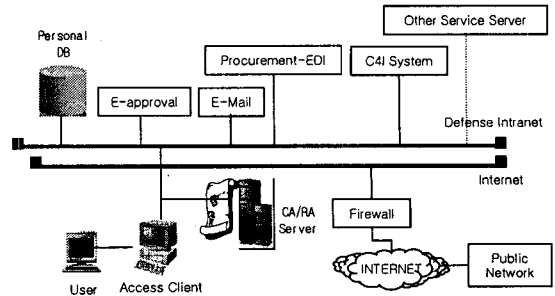 Other Service Server
Personal
DB
Procurement-EDI
C4I System
E-approval
E-Mail
Defense Intranet
Internet
CA/RA
Server
Firewall
INTERNET
Public
Network
User
Access Client